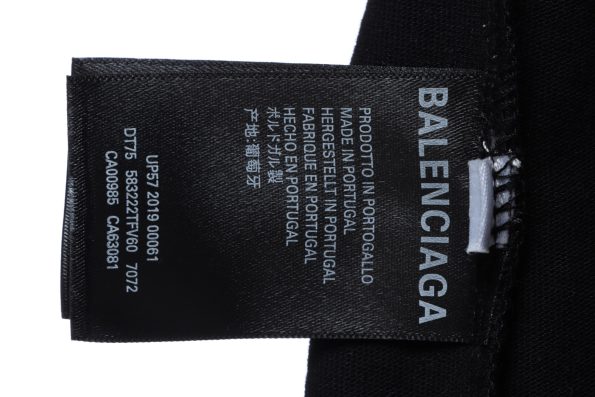 BALENCIAGA
PRODOTTO IN PORTOGALLO
MADE IN PORTUGAL
HERGESTELLT IN PORTUGAL
FABRIQUE EN PORTUGAL
HECHO EN PORTUGAL
ポルトガル製
产地:葡萄牙
UP57 2019 00061
DT75 583222TFV60 7072
CA00985 CA63081